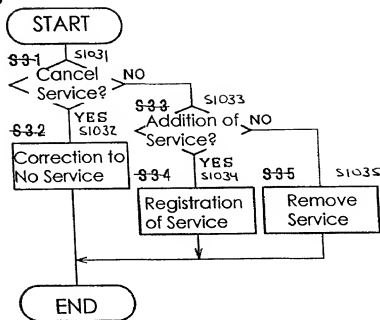 START
S31 S1031
Cancel Service? NO
S33 S1033
YES
S32 S1032
Addition of Service? NO
Correction to No Service
YES
S34 S1034
S35 S1035
Registration of Service
Remove Service
END